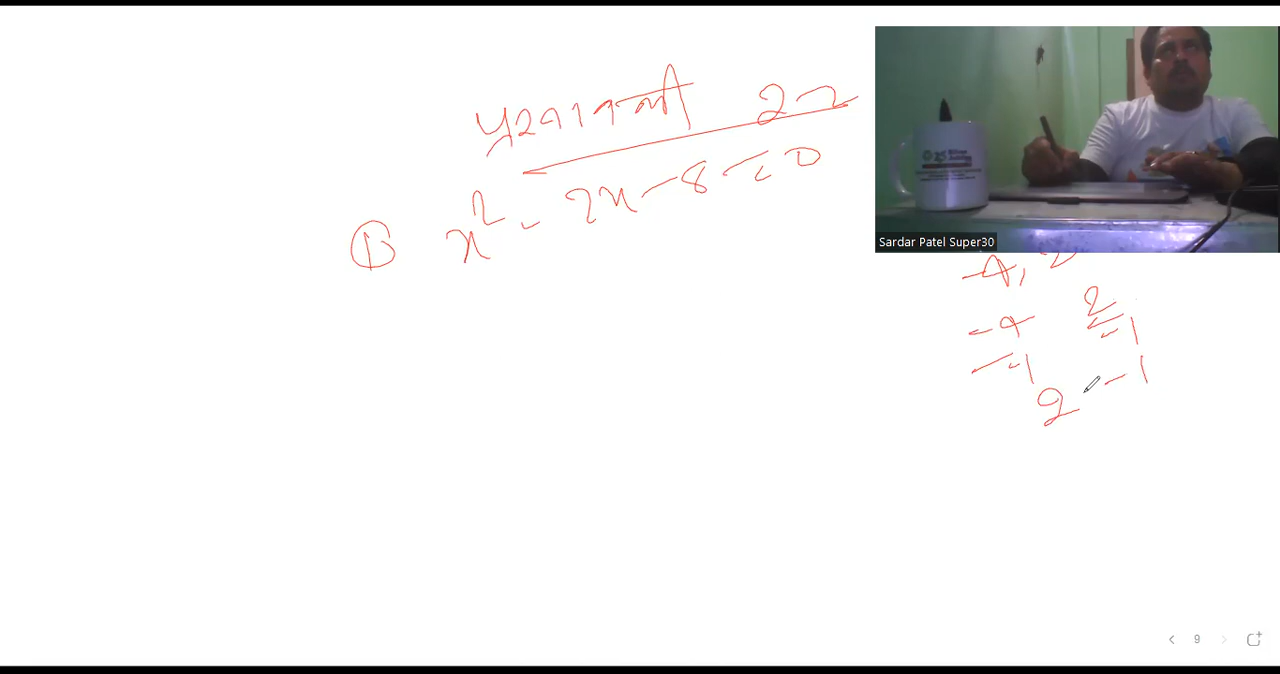 प्रश्नावली 2.2
① x² - 2x - 8 = 0
-4, 2
-4 2
-1 -1
2 -1
Sardar Patel Super30
9